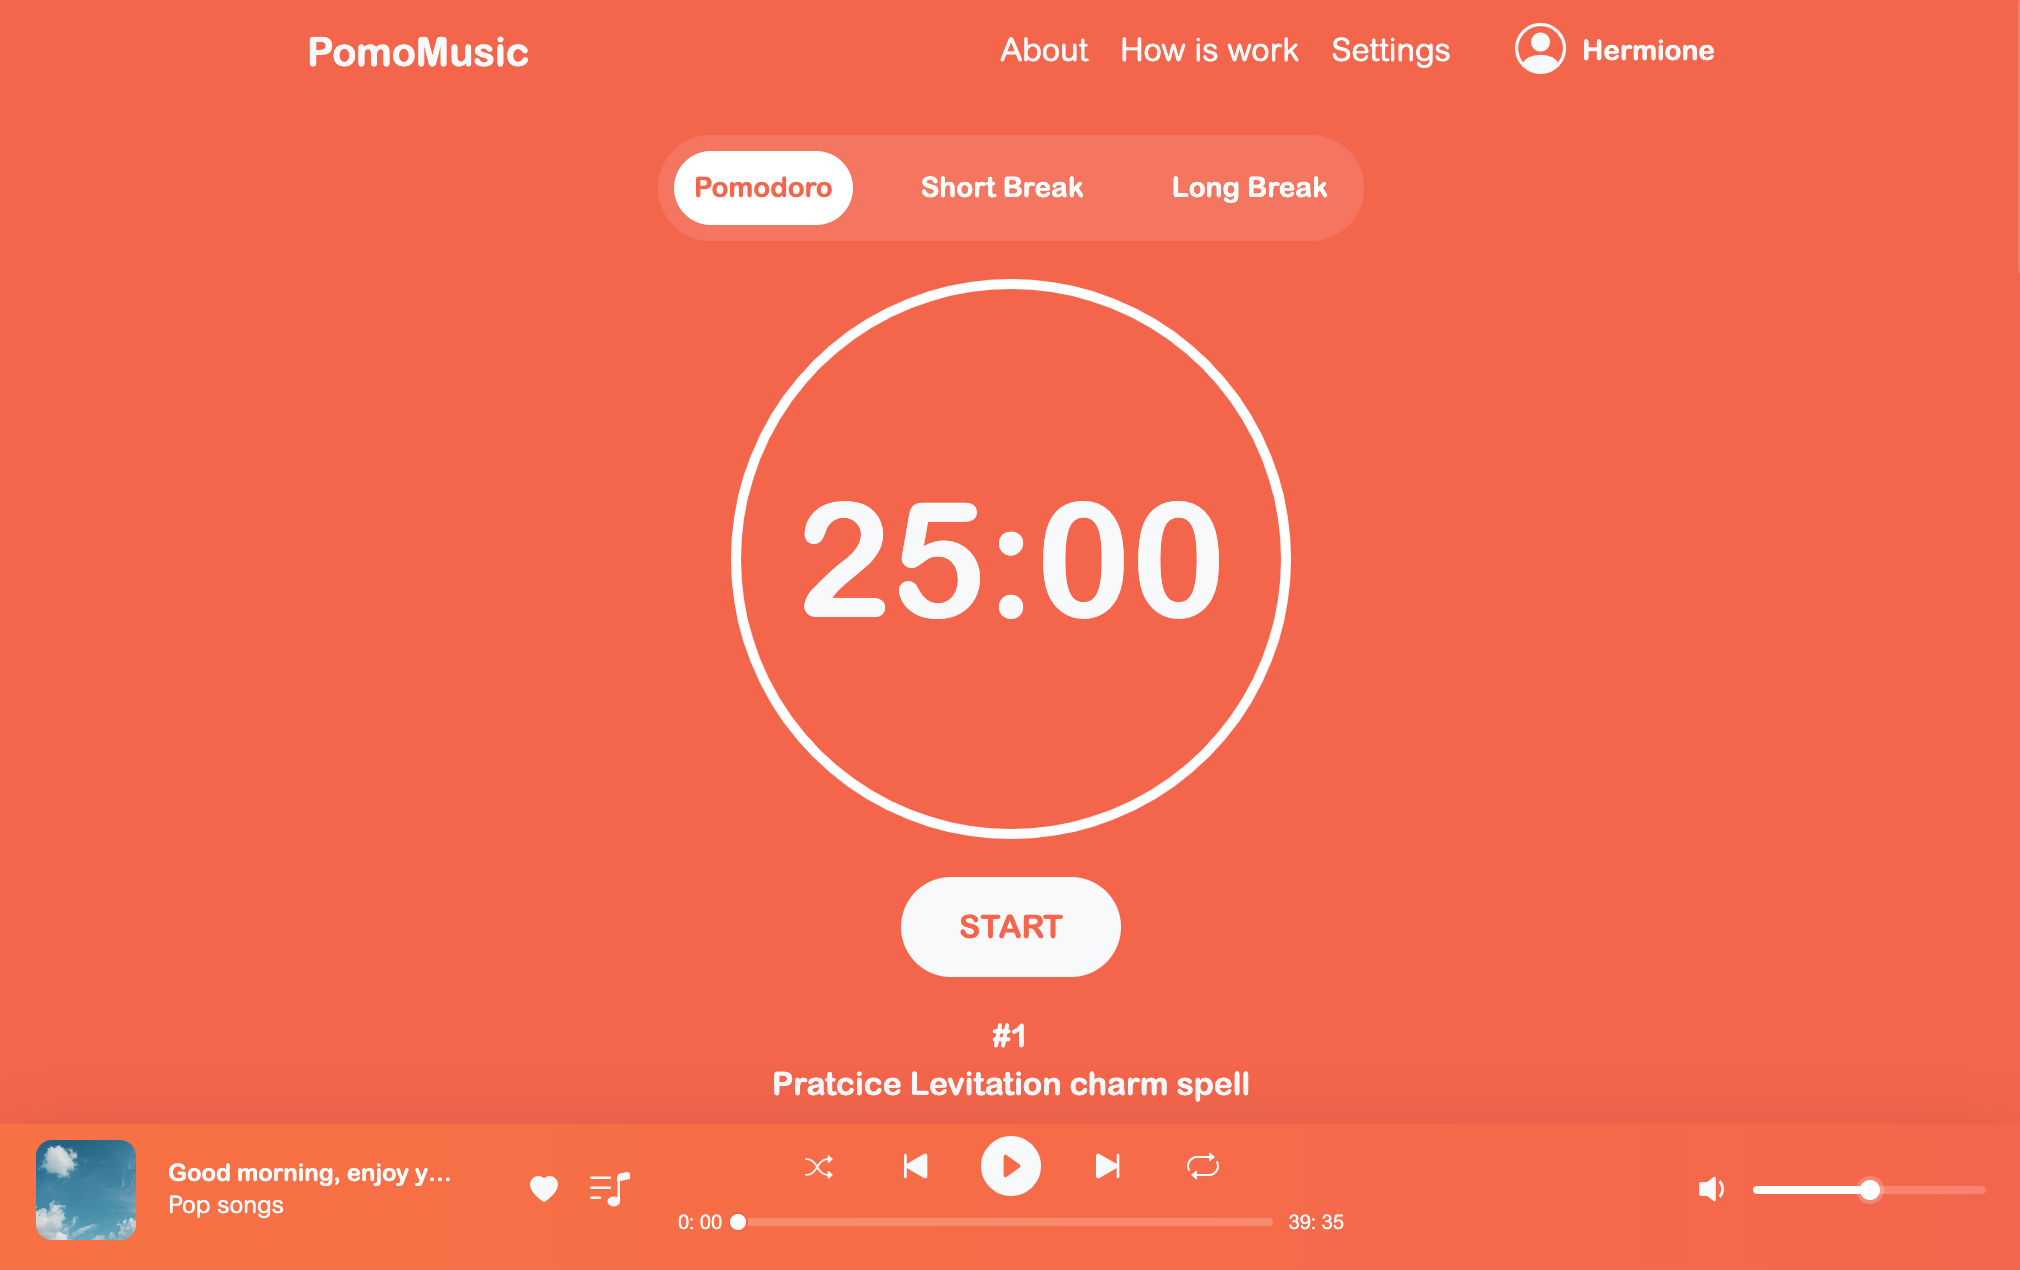 PomoMusic
About How is work Settings Hermione
Pomodoro Short Break Long Break
25:00
START
#1
Pratcice Levitation charm spell
Good morning, enjoy y...
Pop songs
0: 00
39: 35